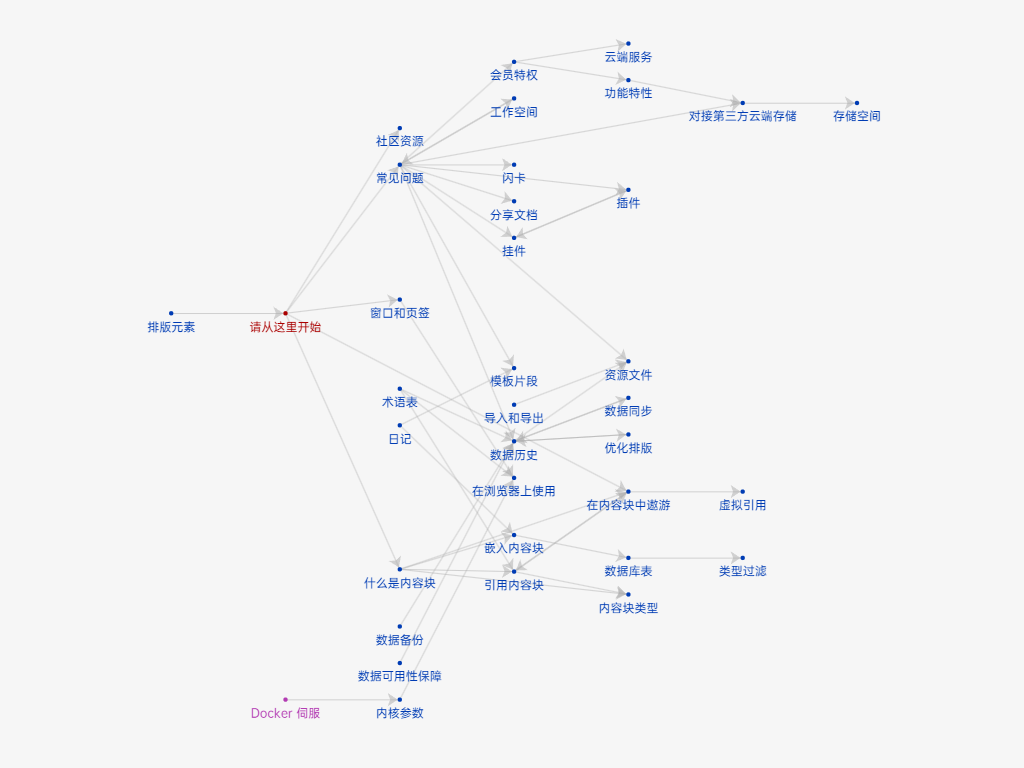 云端服务
会员特权
功能特性
工作空间
对接第三方云端存储
存储空间
社区资源
常见问题
闪卡
插件
分享文档
挂件
窗口和页签
排版元素
请从这里开始
资源文件
模板片段
术语表
数据同步
导入和导出
日记
优化排版
数据历史
在浏览器上使用
在内容块中遨游
虚拟引用
嵌入内容块
数据库表
类型过滤
什么是内容块
引用内容块
内容块类型
数据备份
数据可用性保障
Docker 伺服
内核参数